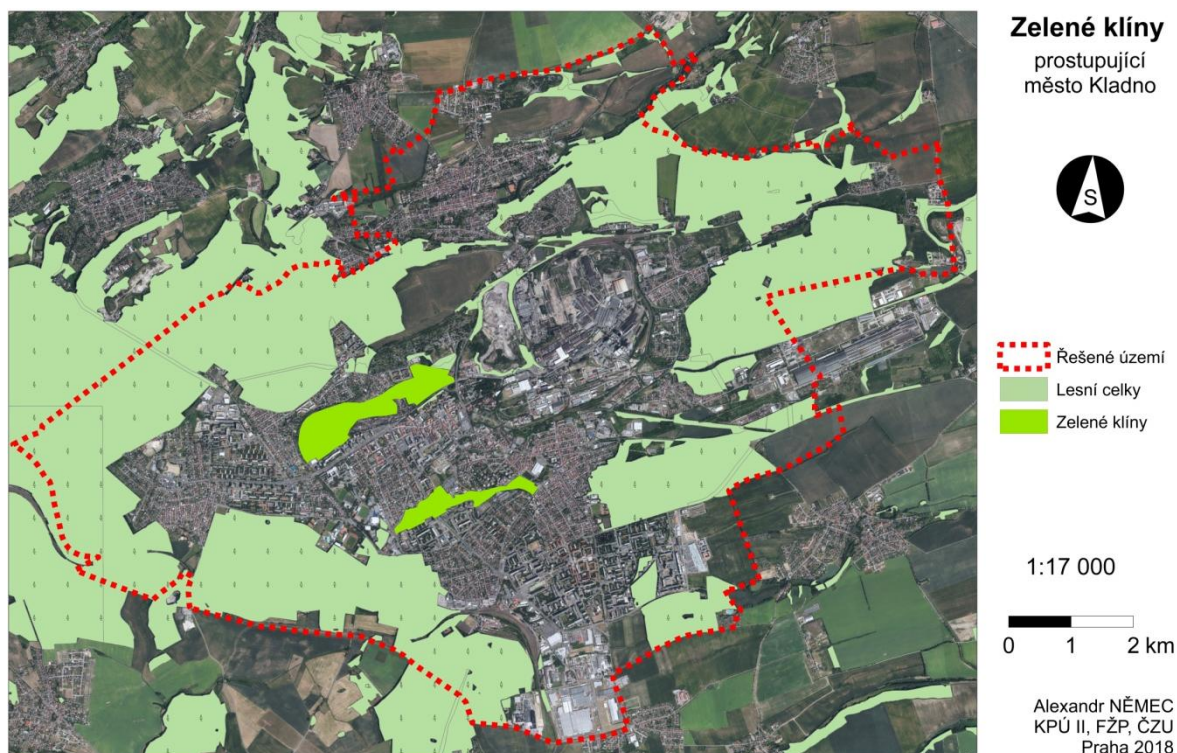 Zelené klíny
prostupující
město Kladno
S
Řešené území
Lesní celky
Zelené klíny
1:17 000
0 1 2 km
Alexandr NĚMEC
KPÚ II, FŽP, ČZU
Praha 2018